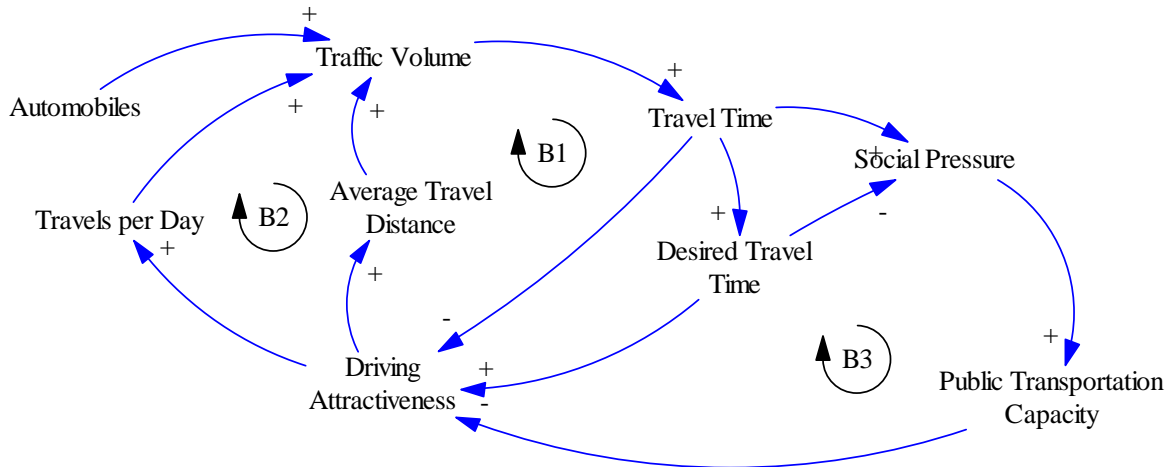 +
Traffic Volume
+
Automobiles
+
+
Travel Time
B1
+
Social Pressure
Average Travel
Distance
Travels per Day
B2
+
-
+
Desired Travel
Time
+
-
+
B3
Driving
Attractiveness
+
-
Public Transportation
Capacity